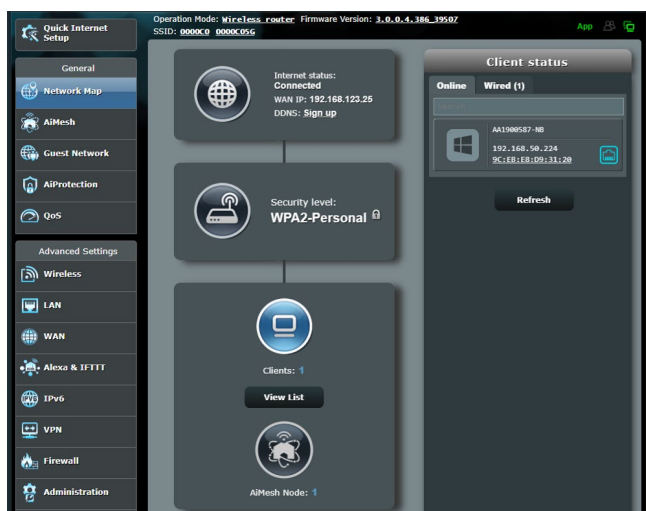 Quick Internet
Setup
General
Network Map
AiMesh
Guest Network
AiProtection
QoS
Advanced Settings
Wireless
LAN
WAN
Alexa & IFTTT
IPv6
VPN
Firewall
Administration
Operation Mode: Wireless router Firmware Version: 3.0.0.4.386_39507
SSID: 0000C0 0000C05G
App
Internet status:
Connected
WAN IP: 192.168.123.25
DDNS: Sign up
Security level:
WPA2-Personal
Clients: 1
View List
AiMesh Node: 1
Client status
Online Wired (1)
AA1900587-NB
192.168.50.224
9C:EB:E8:D9:31:20
Refresh